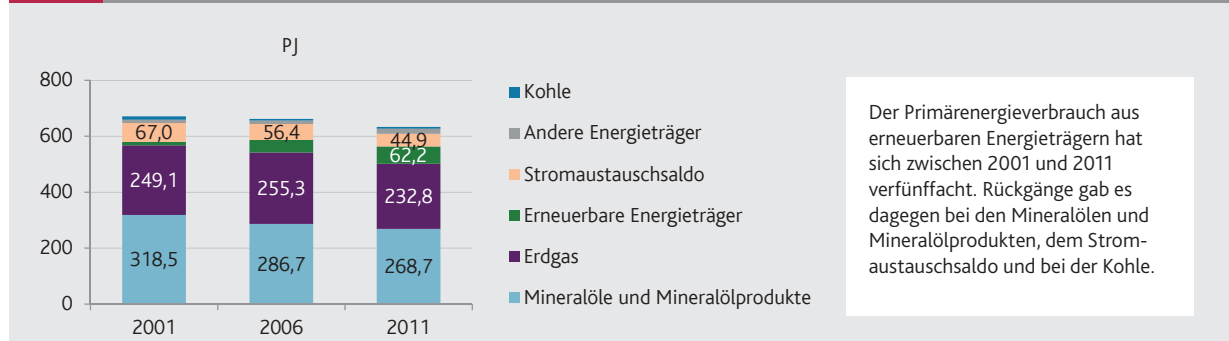 PJ
800
600
400
200
0
67,0
56,4
44,9
62,2
249,1
255,3
232,8
318,5
286,7
268,7
2001
2006
2011
Kohle
Andere Energieträger
Stromaustauschsaldo
Erneuerbare Energieträger
Erdgas
Mineralöle und Mineralölprodukte
Der Primärenergieverbrauch aus
erneuerbaren Energieträgern hat
sich zwischen 2001 und 2011
verfünffacht. Rückgänge gab es
dagegen bei den Mineralölen und
Mineralölprodukten, dem Strom-
austauschsaldo und bei der Kohle.